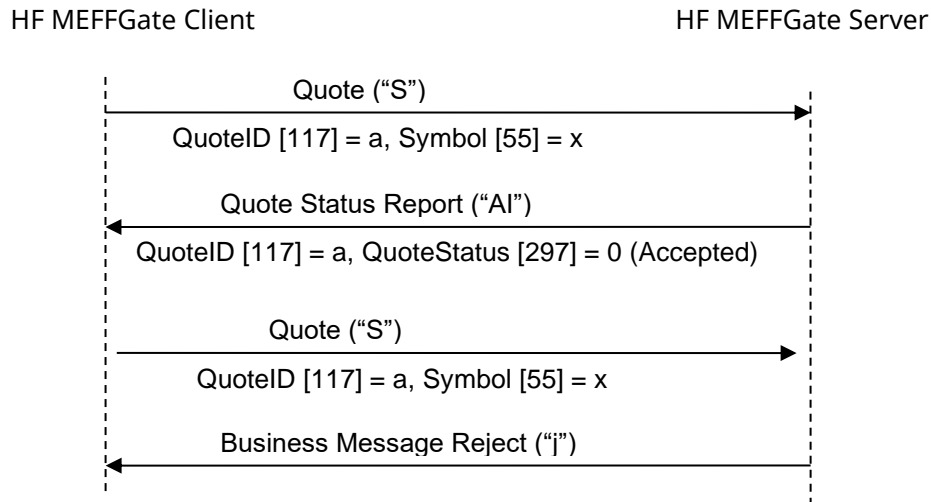 HF MEFFGate Client
HF MEFFGate Server
Quote (“S”)
QuoteID [117] = a, Symbol [55] = x
Quote Status Report (“AI”)
QuoteID [117] = a, QuoteStatus [297] = 0 (Accepted)
Quote (“S”)
QuoteID [117] = a, Symbol [55] = x
Business Message Reject (“j”)